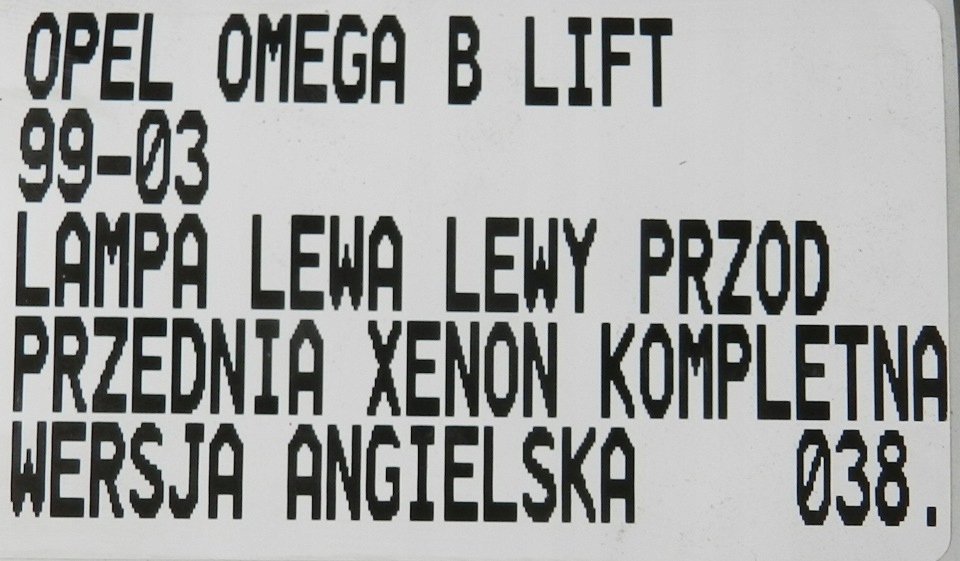 OPEL OMEGA B LIFT
99-03
LAMPA LEWA LEWY PRZOD
PRZEDNIA XENON KOMPLETNA
WERSJA ANGIELSKA 038.